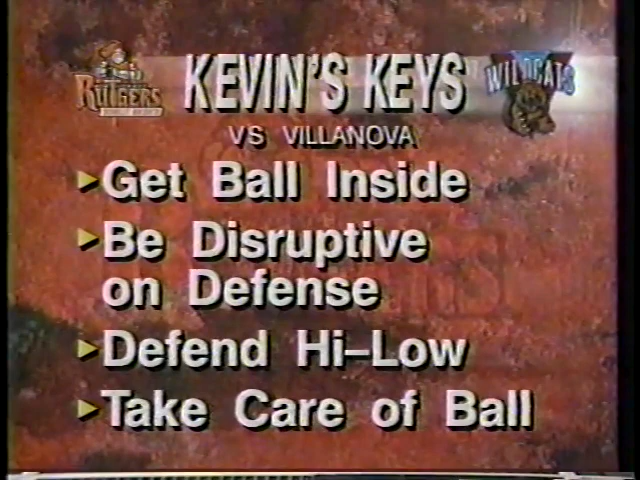 RUTGERS
KEVIN'S KEYS
WILDCATS
VS VILLANOVA
Get Ball Inside
Be Disruptive
on Defense
Defend Hi–Low
Take Care of Ball